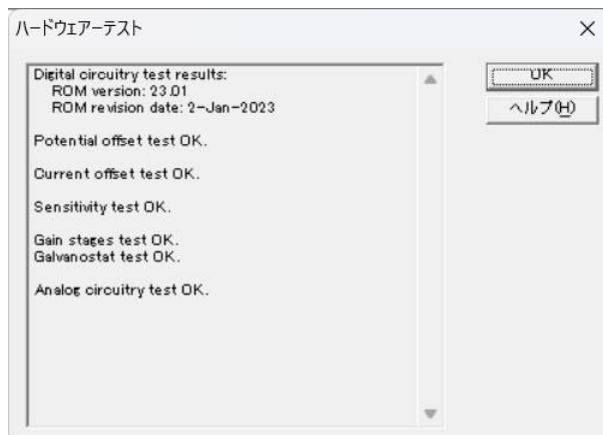 ハードウェアーテスト
Digital circuitry test results:
ROM version: 23.01
ROM revision date: 2-Jan-2023
Potential offset test OK.
Current offset test OK.
Sensitivity test OK.
Gain stages test OK.
Galvanostat test OK.
Analog circuitry test OK.
OK
ヘルプ(H)